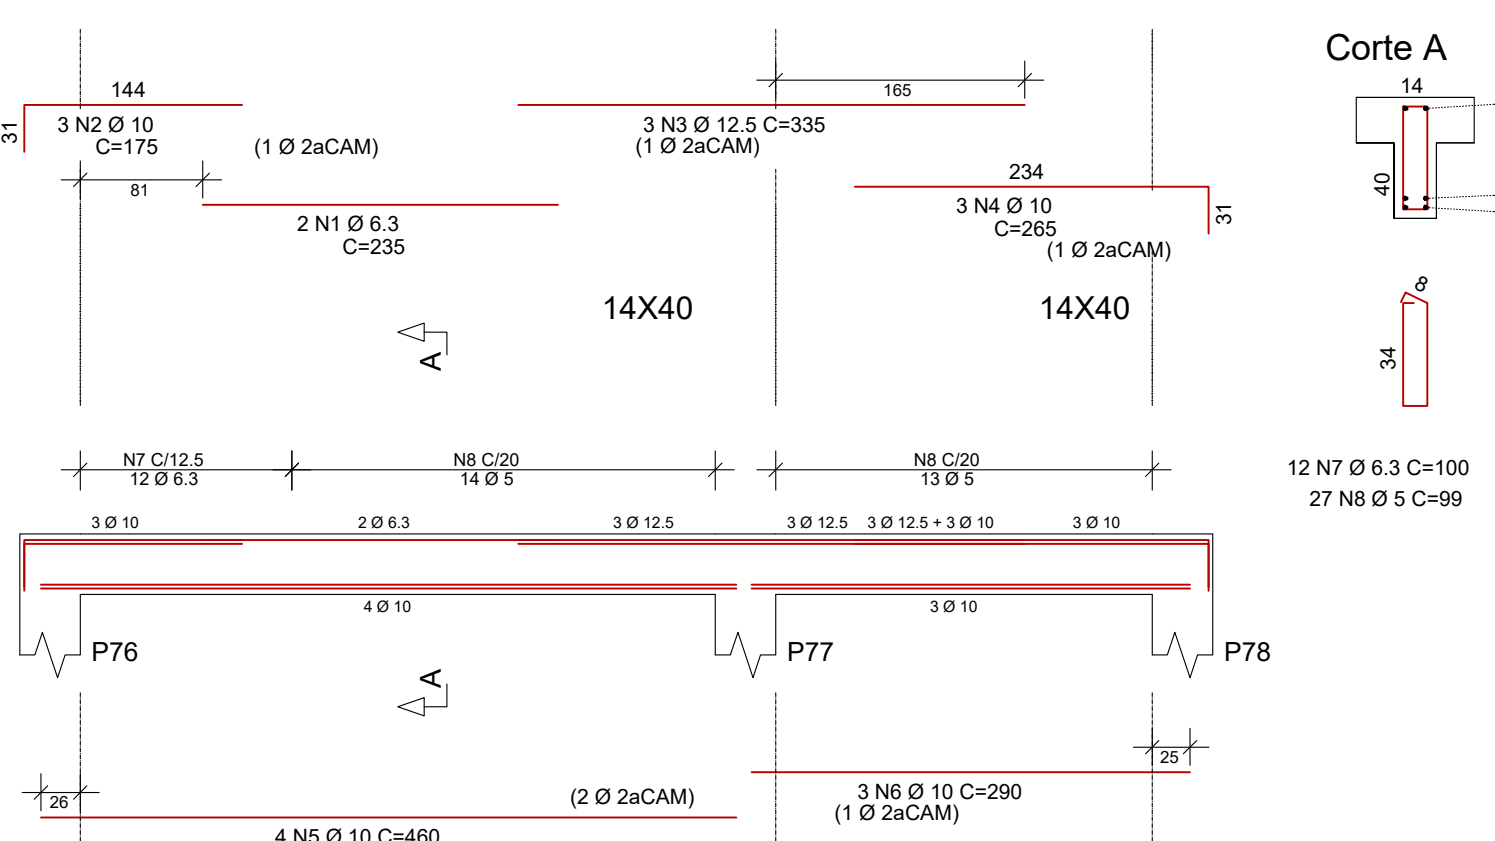 Corte A
14
40
8
34
12 N7 Ø 6.3 C=100
27 N8 Ø 5 C=99
144
31
3 N2 Ø 10
C=175
(1 Ø 2aCAM)
81
2 N1 Ø 6.3
C=235
165
3 N3 Ø 12.5 C=335
(1 Ø 2aCAM)
234
31
3 N4 Ø 10
C=265
(1 Ø 2aCAM)
14X40
14X40
A
N7 C/12.5
12 Ø 6.3
N8 C/20
14 Ø 5
N8 C/20
13 Ø 5
3 Ø 10
2 Ø 6.3
3 Ø 12.5
3 Ø 12.5
3 Ø 12.5 + 3 Ø 10
3 Ø 10
4 Ø 10
3 Ø 10
P76
P77
P78
A
25
26
(2 Ø 2aCAM)
3 N6 Ø 10 C=290
(1 Ø 2aCAM)
4 N5 Ø 10 C=460